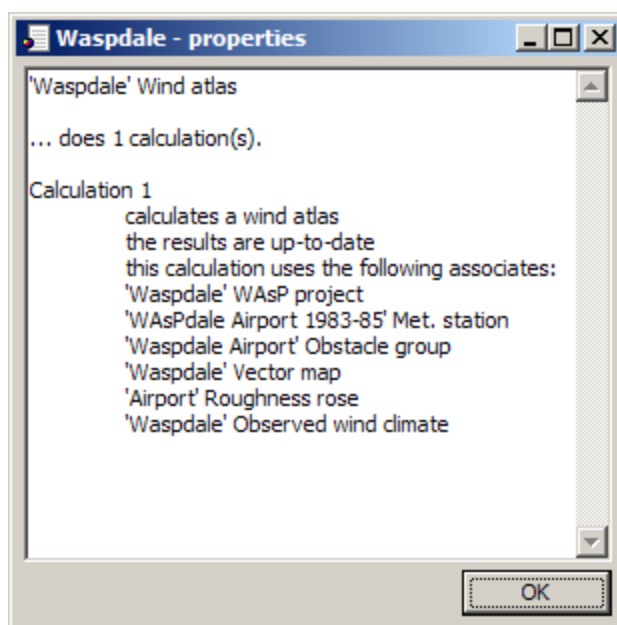 Waspdale - properties
'Waspdale' Wind atlas
... does 1 calculation(s).
Calculation 1
calculates a wind atlas
the results are up-to-date
this calculation uses the following associates:
'Waspdale' WAsP project
'WAsPdale Airport 1983-85' Met. station
'Waspdale Airport' Obstacle group
'Waspdale' Vector map
'Airport' Roughness rose
'Waspdale' Observed wind climate
OK